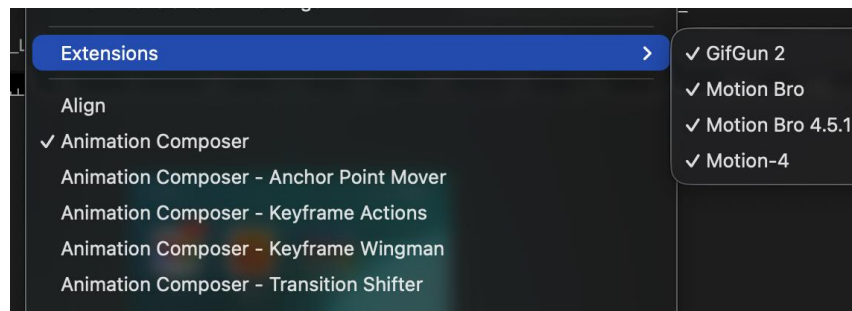 Extensions
Align
Animation Composer
Animation Composer - Anchor Point Mover
Animation Composer - Keyframe Actions
Animation Composer - Keyframe Wingman
Animation Composer - Transition Shifter
GifGun 2
Motion Bro
Motion Bro 4.5.1
Motion-4